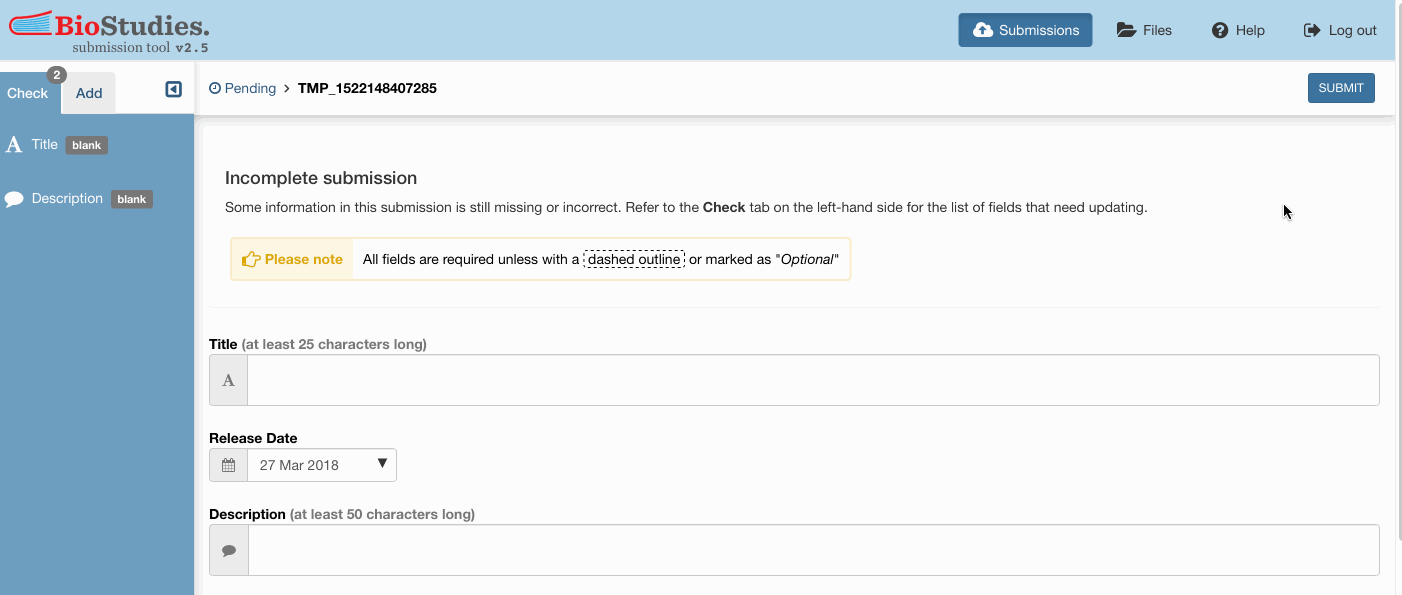 BioStudies.
submission tool v2.5
Submissions
Files
Help
Log out
Check
2
Add
Pending > TMP_1522148407285
SUBMIT
A Title blank
Description blank
Incomplete submission
Some information in this submission is still missing or incorrect. Refer to the Check tab on the left-hand side for the list of fields that need updating.
Please note All fields are required unless with a dashed outline or marked as "Optional"
Title (at least 25 characters long)
A
Release Date
27 Mar 2018
Description (at least 50 characters long)